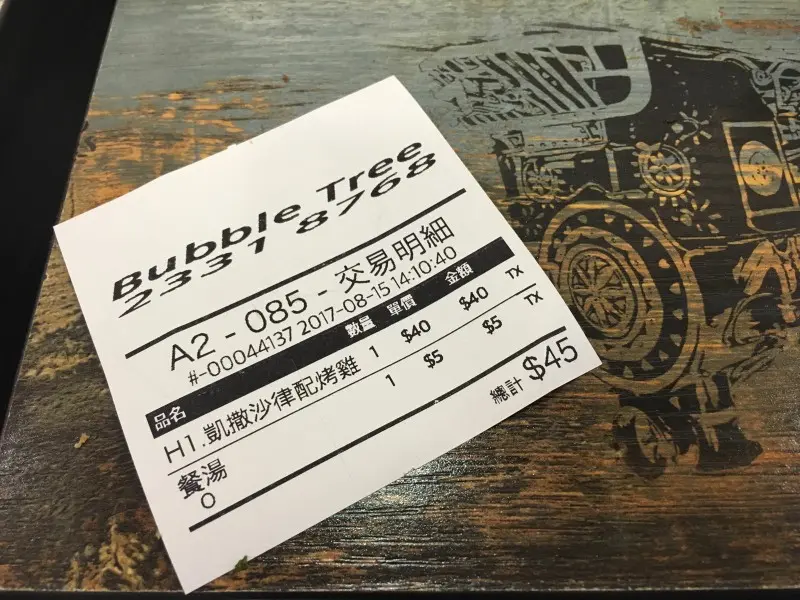 Bubble Tree
2331 8768
A2 - 085 - 交易明細
#-00044137 2017-08-15 14:10:40
品名 數量 單價 金額
H1.凱撒沙律配烤雞 1 $40 $40 TX
餐湯 1 $5 $5 TX
O
總計 $45